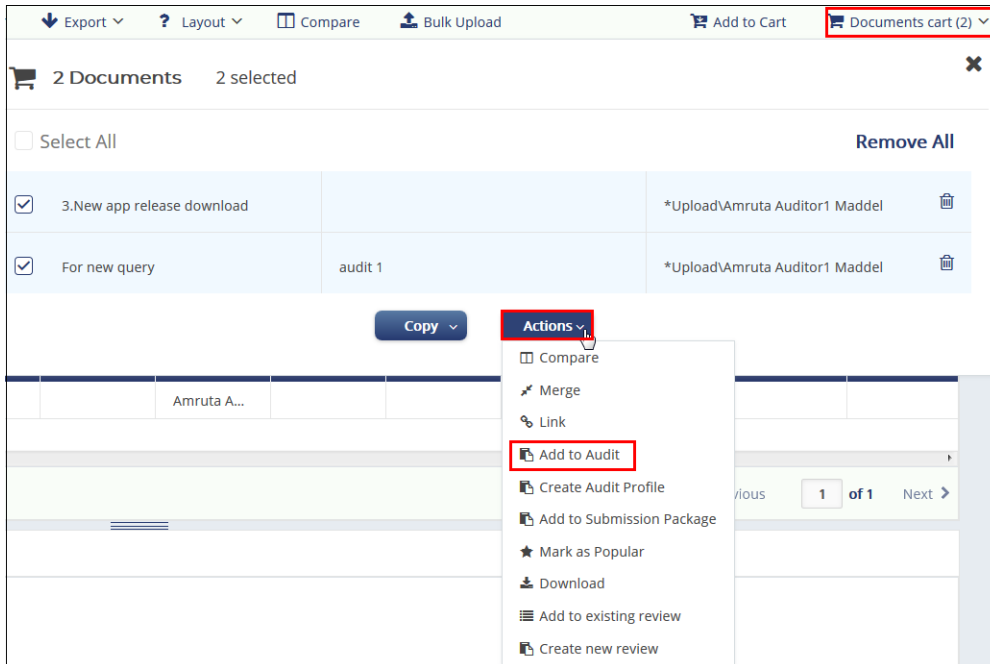 Export ? Layout Compare Bulk Upload Add to Cart Documents cart (2)
2 Documents 2 selected
Select All Remove All
3.New app release download *Upload\Amruta Auditor1 Maddel
For new query audit 1 *Upload\Amruta Auditor1 Maddel
Copy Actions
Compare
Amruta A... Merge
Link
Add to Audit
Create Audit Profile 1 of 1 Next
Add to Submission Package
Mark as Popular
Download
Add to existing review
Create new review